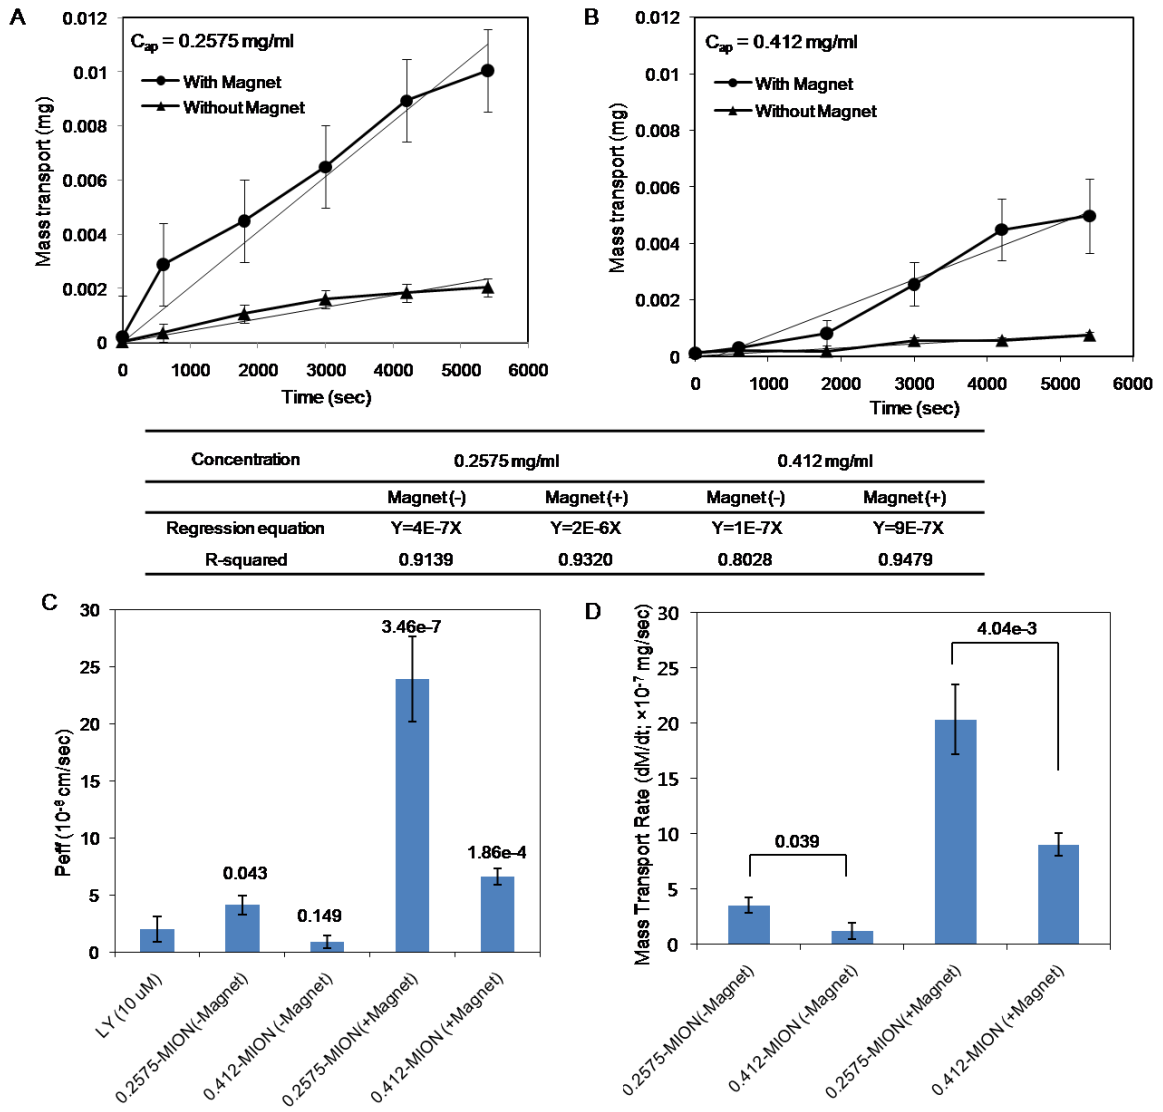 A
C_ap = 0.2575 mg/ml
With Magnet
Without Magnet
Mass transport (mg)
0.012
0.01
0.008
0.006
0.004
0.002
0
0 1000 2000 3000 4000 5000 6000
Time (sec)
B
C_ap = 0.412 mg/ml
With Magnet
Without Magnet
Mass transport (mg)
0.012
0.01
0.008
0.006
0.004
0.002
0
0 1000 2000 3000 4000 5000 6000
Time (sec)
Concentration 0.2575 mg/ml 0.412 mg/ml
Magnet (-) Magnet (+) Magnet (-) Magnet (+)
Regression equation Y=4E-7X Y=2E-6X Y=1E-7X Y=9E-7X
R-squared 0.9139 0.9320 0.8028 0.9479
C
Peff (10⁻⁶ cm/sec)
30
25
20
15
10
5
0
0.043
0.149
3.46e-7
1.86e-4
LY (10 uM)
0.2575-MION(-Magnet)
0.412-MION (-Magnet)
0.2575-MION(+Magnet)
0.412-MION (+Magnet)
D
Mass Transport Rate (dM/dt; ×10⁻⁷ mg/sec)
30
25
20
15
10
5
0
0.039
4.04e-3
0.2575-MION(-Magnet)
0.412-MION (-Magnet)
0.2575-MION(+Magnet)
0.412-MION (+Magnet)